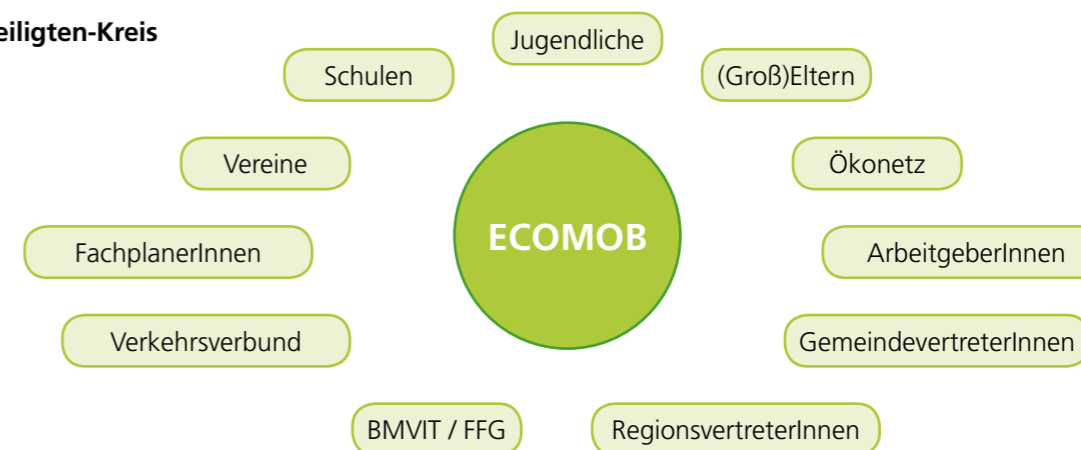 eiligten-Kreis
Jugendliche
Schulen
(Groß)Eltern
Vereine
Ökonetz
ECOMOB
FachplanerInnen
ArbeitgeberInnen
Verkehrsverbund
GemeindevertreterInnen
BMVIT / FFG
RegionsvertreterInnen